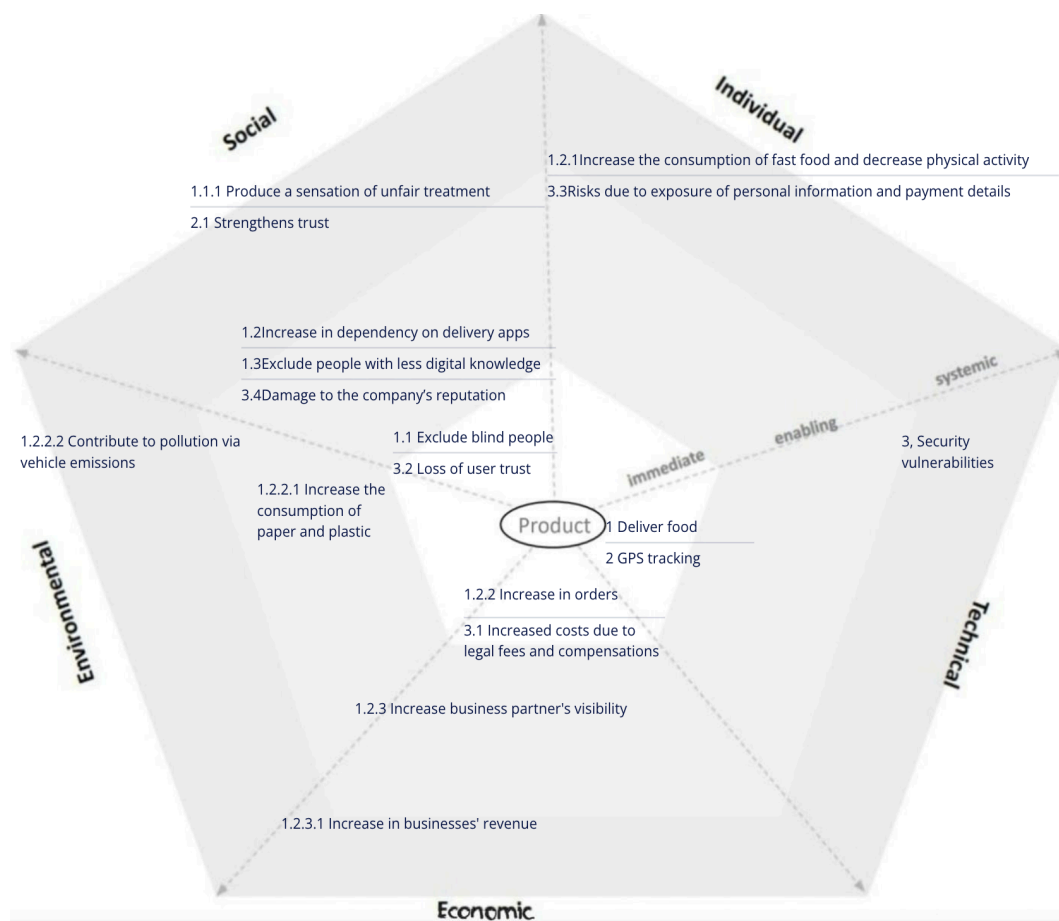 Social
Individual
1.2.1Increase the consumption of fast food and decrease physical activity
1.1.1 Produce a sensation of unfair treatment
3.3Risks due to exposure of personal information and payment details
2.1 Strengthens trust
1.2Increase in dependency on delivery apps
1.3Exclude people with less digital knowledge
3.4Damage to the company's reputation
systemic
enabling
immediate
1.1 Exclude blind people
3.2 Loss of user trust
1.2.2.2 Contribute to pollution via
vehicle emissions
3, Security
vulnerabilities
1.2.2.1 Increase the
consumption of
paper and plastic
Product
1 Deliver food
2 GPS tracking
Environmental
Technical
1.2.2 Increase in orders
3.1 Increased costs due to
legal fees and compensations
1.2.3 Increase business partner's visibility
1.2.3.1 Increase in businesses' revenue
Economic